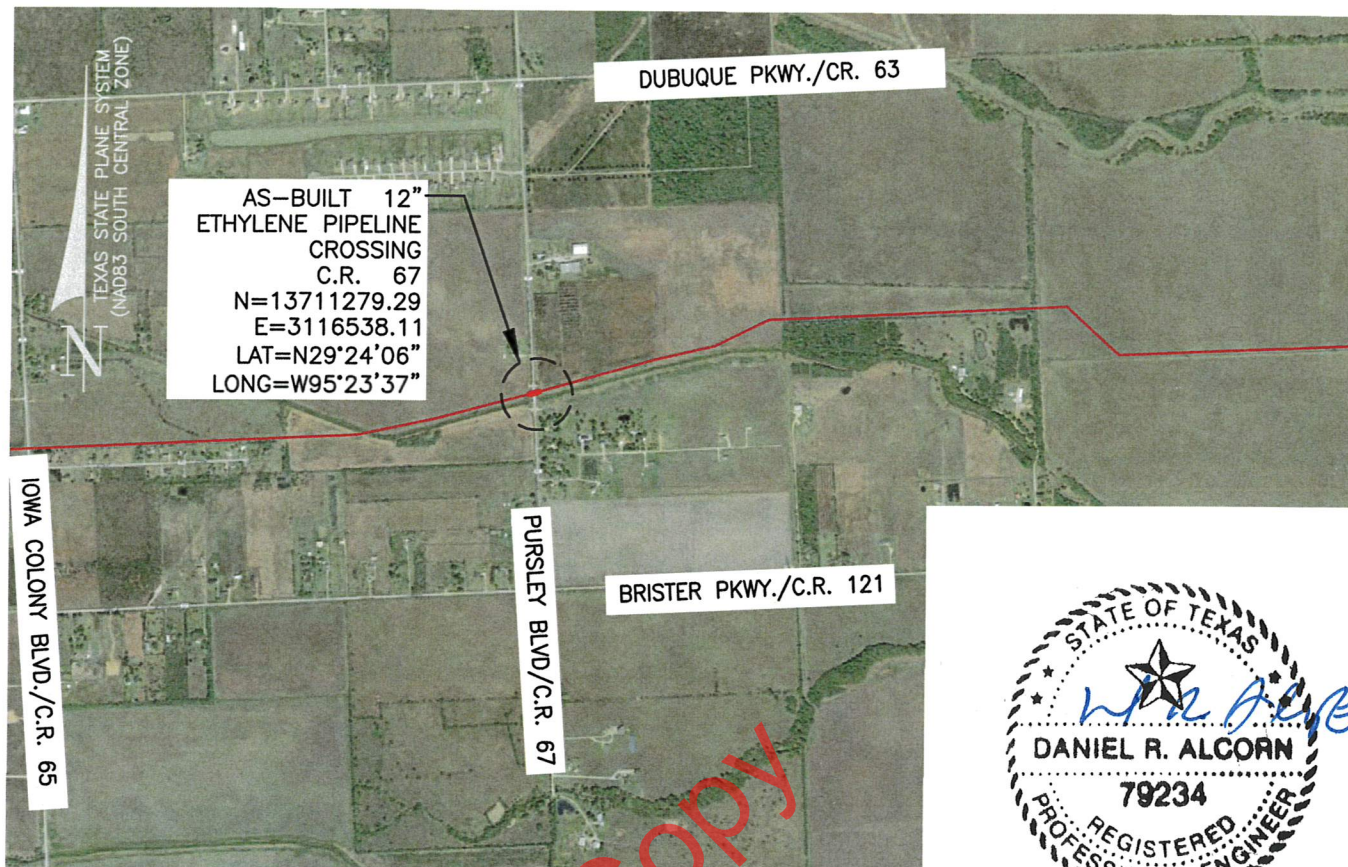 TEXAS STATE PLANE SYSTEM
(NAD83 SOUTH CENTRAL ZONE)
N
DUBUQUE PKWY./CR. 63
AS-BUILT 12"
ETHYLENE PIPELINE
CROSSING
C.R. 67
N=13711279.29
E=3116538.11
LAT=N29°24'06"
LONG=W95°23'37"
IOWA COLONY BLVD./C.R. 65
PURSLEY BLVD/C.R. 67
BRISTER PKWY./C.R. 121
STATE OF TEXAS
DANIEL R. ALCORN
79234
REGISTERED
PROFESSIONAL ENGINEER
Copy